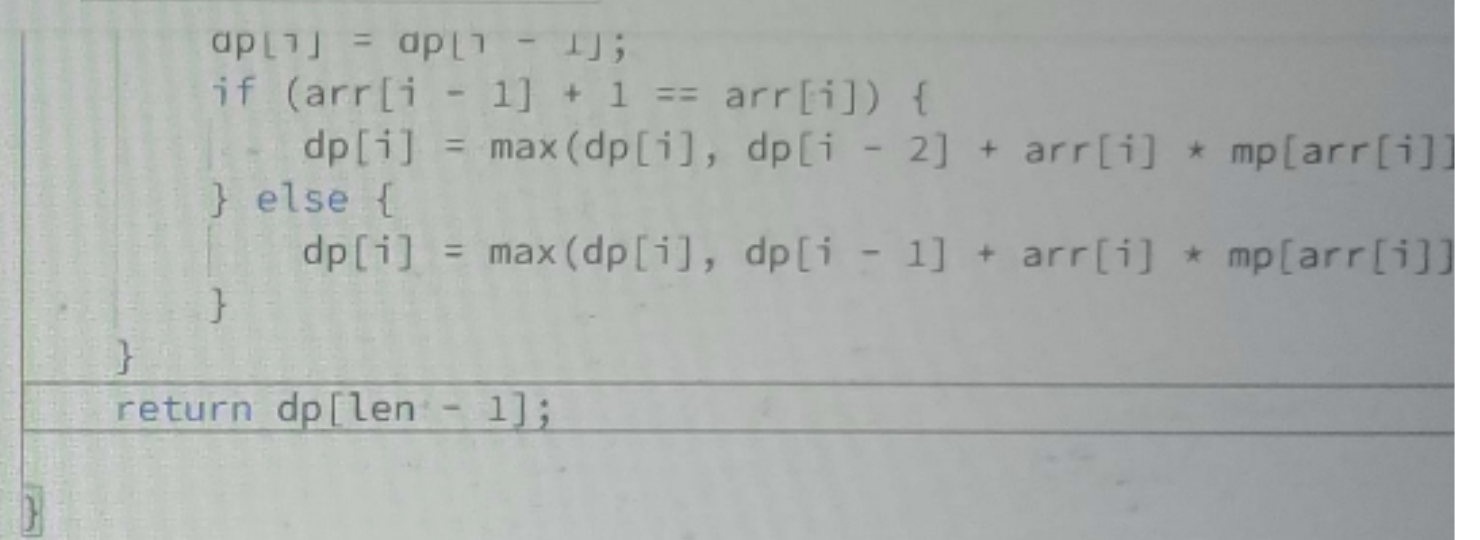 dp[i] = dp[i - 1];
if (arr[i - 1] + 1 == arr[i]) {
dp[i] = max(dp[i], dp[i - 2] + arr[i] * mp[arr[i]]
} else {
dp[i] = max(dp[i], dp[i - 1] + arr[i] * mp[arr[i]]
}
}
return dp[len - 1];
}